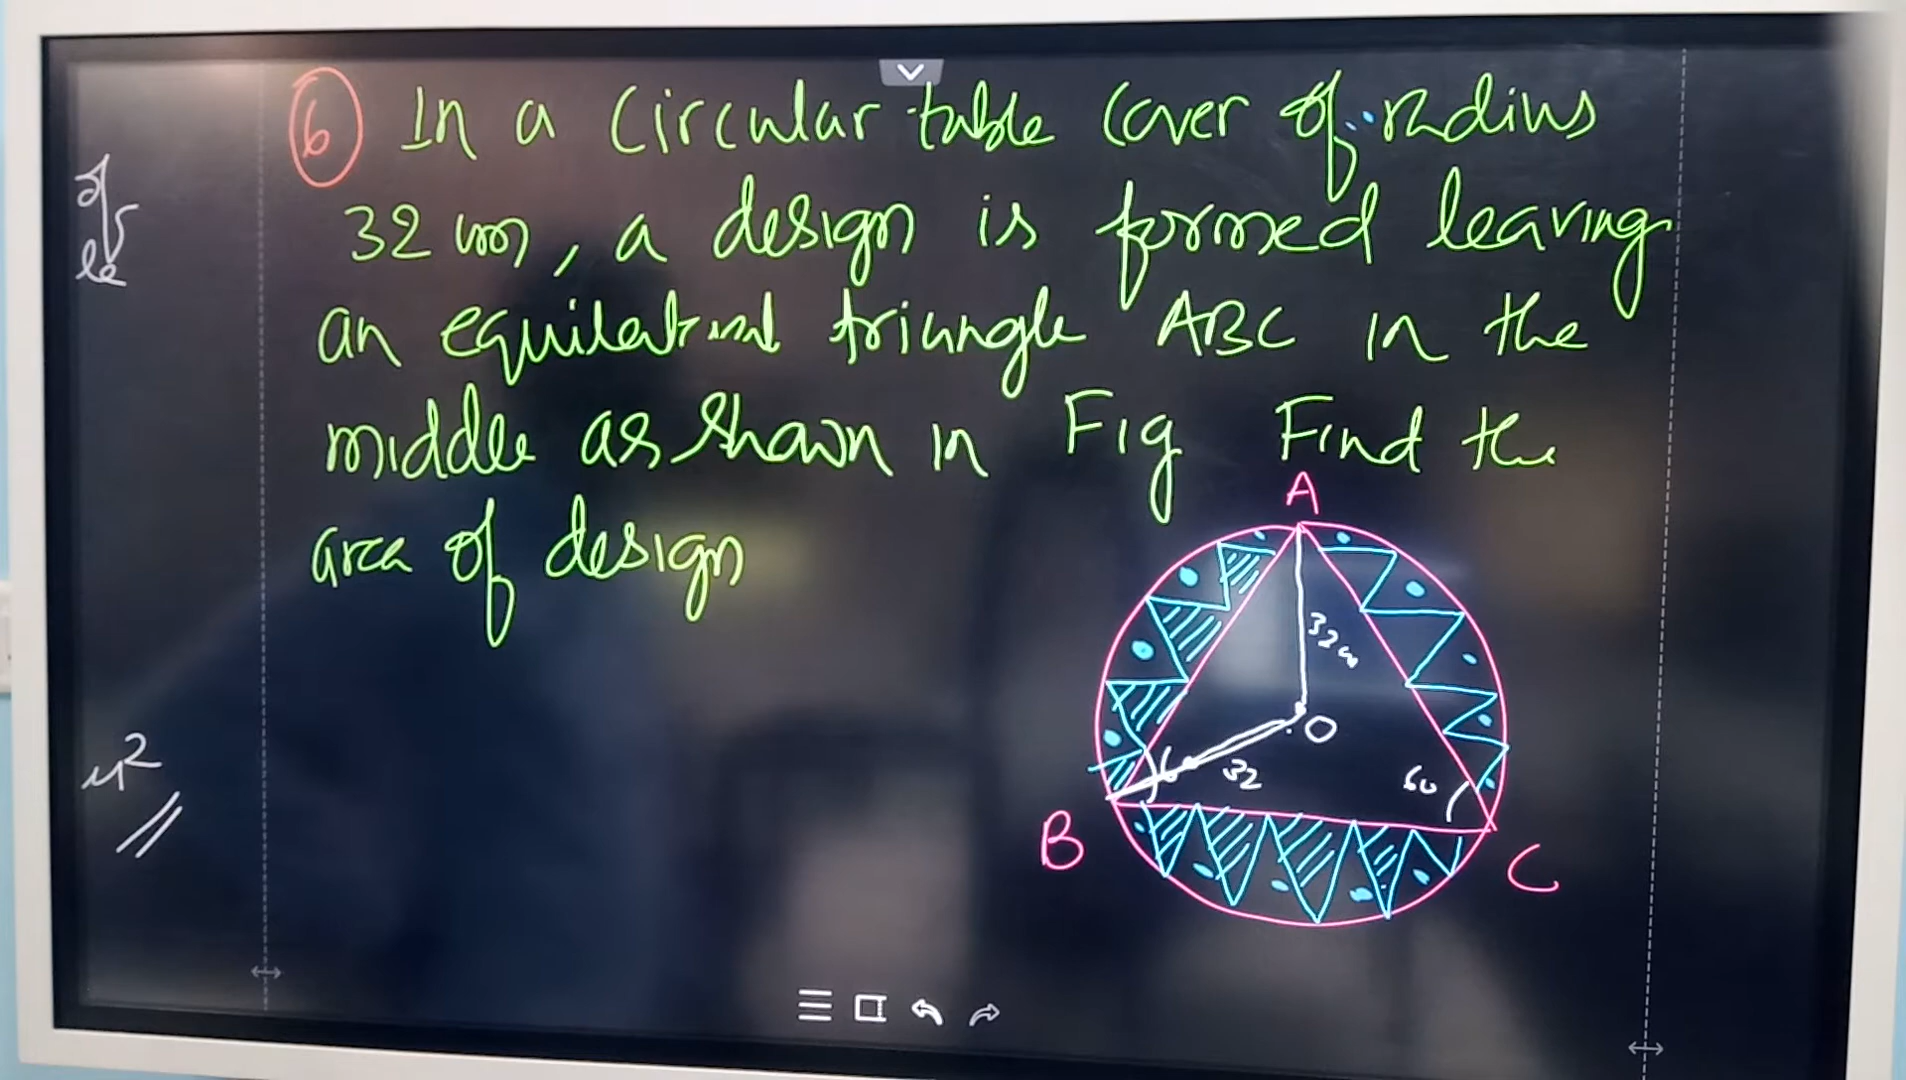 6 In a Circular table Cover of radius
32 cm, a design is formed leaving
an equilateral triangle ABC in the
middle as shown in Fig Find the
area of design
A
32 cm
O
32
60
B
C